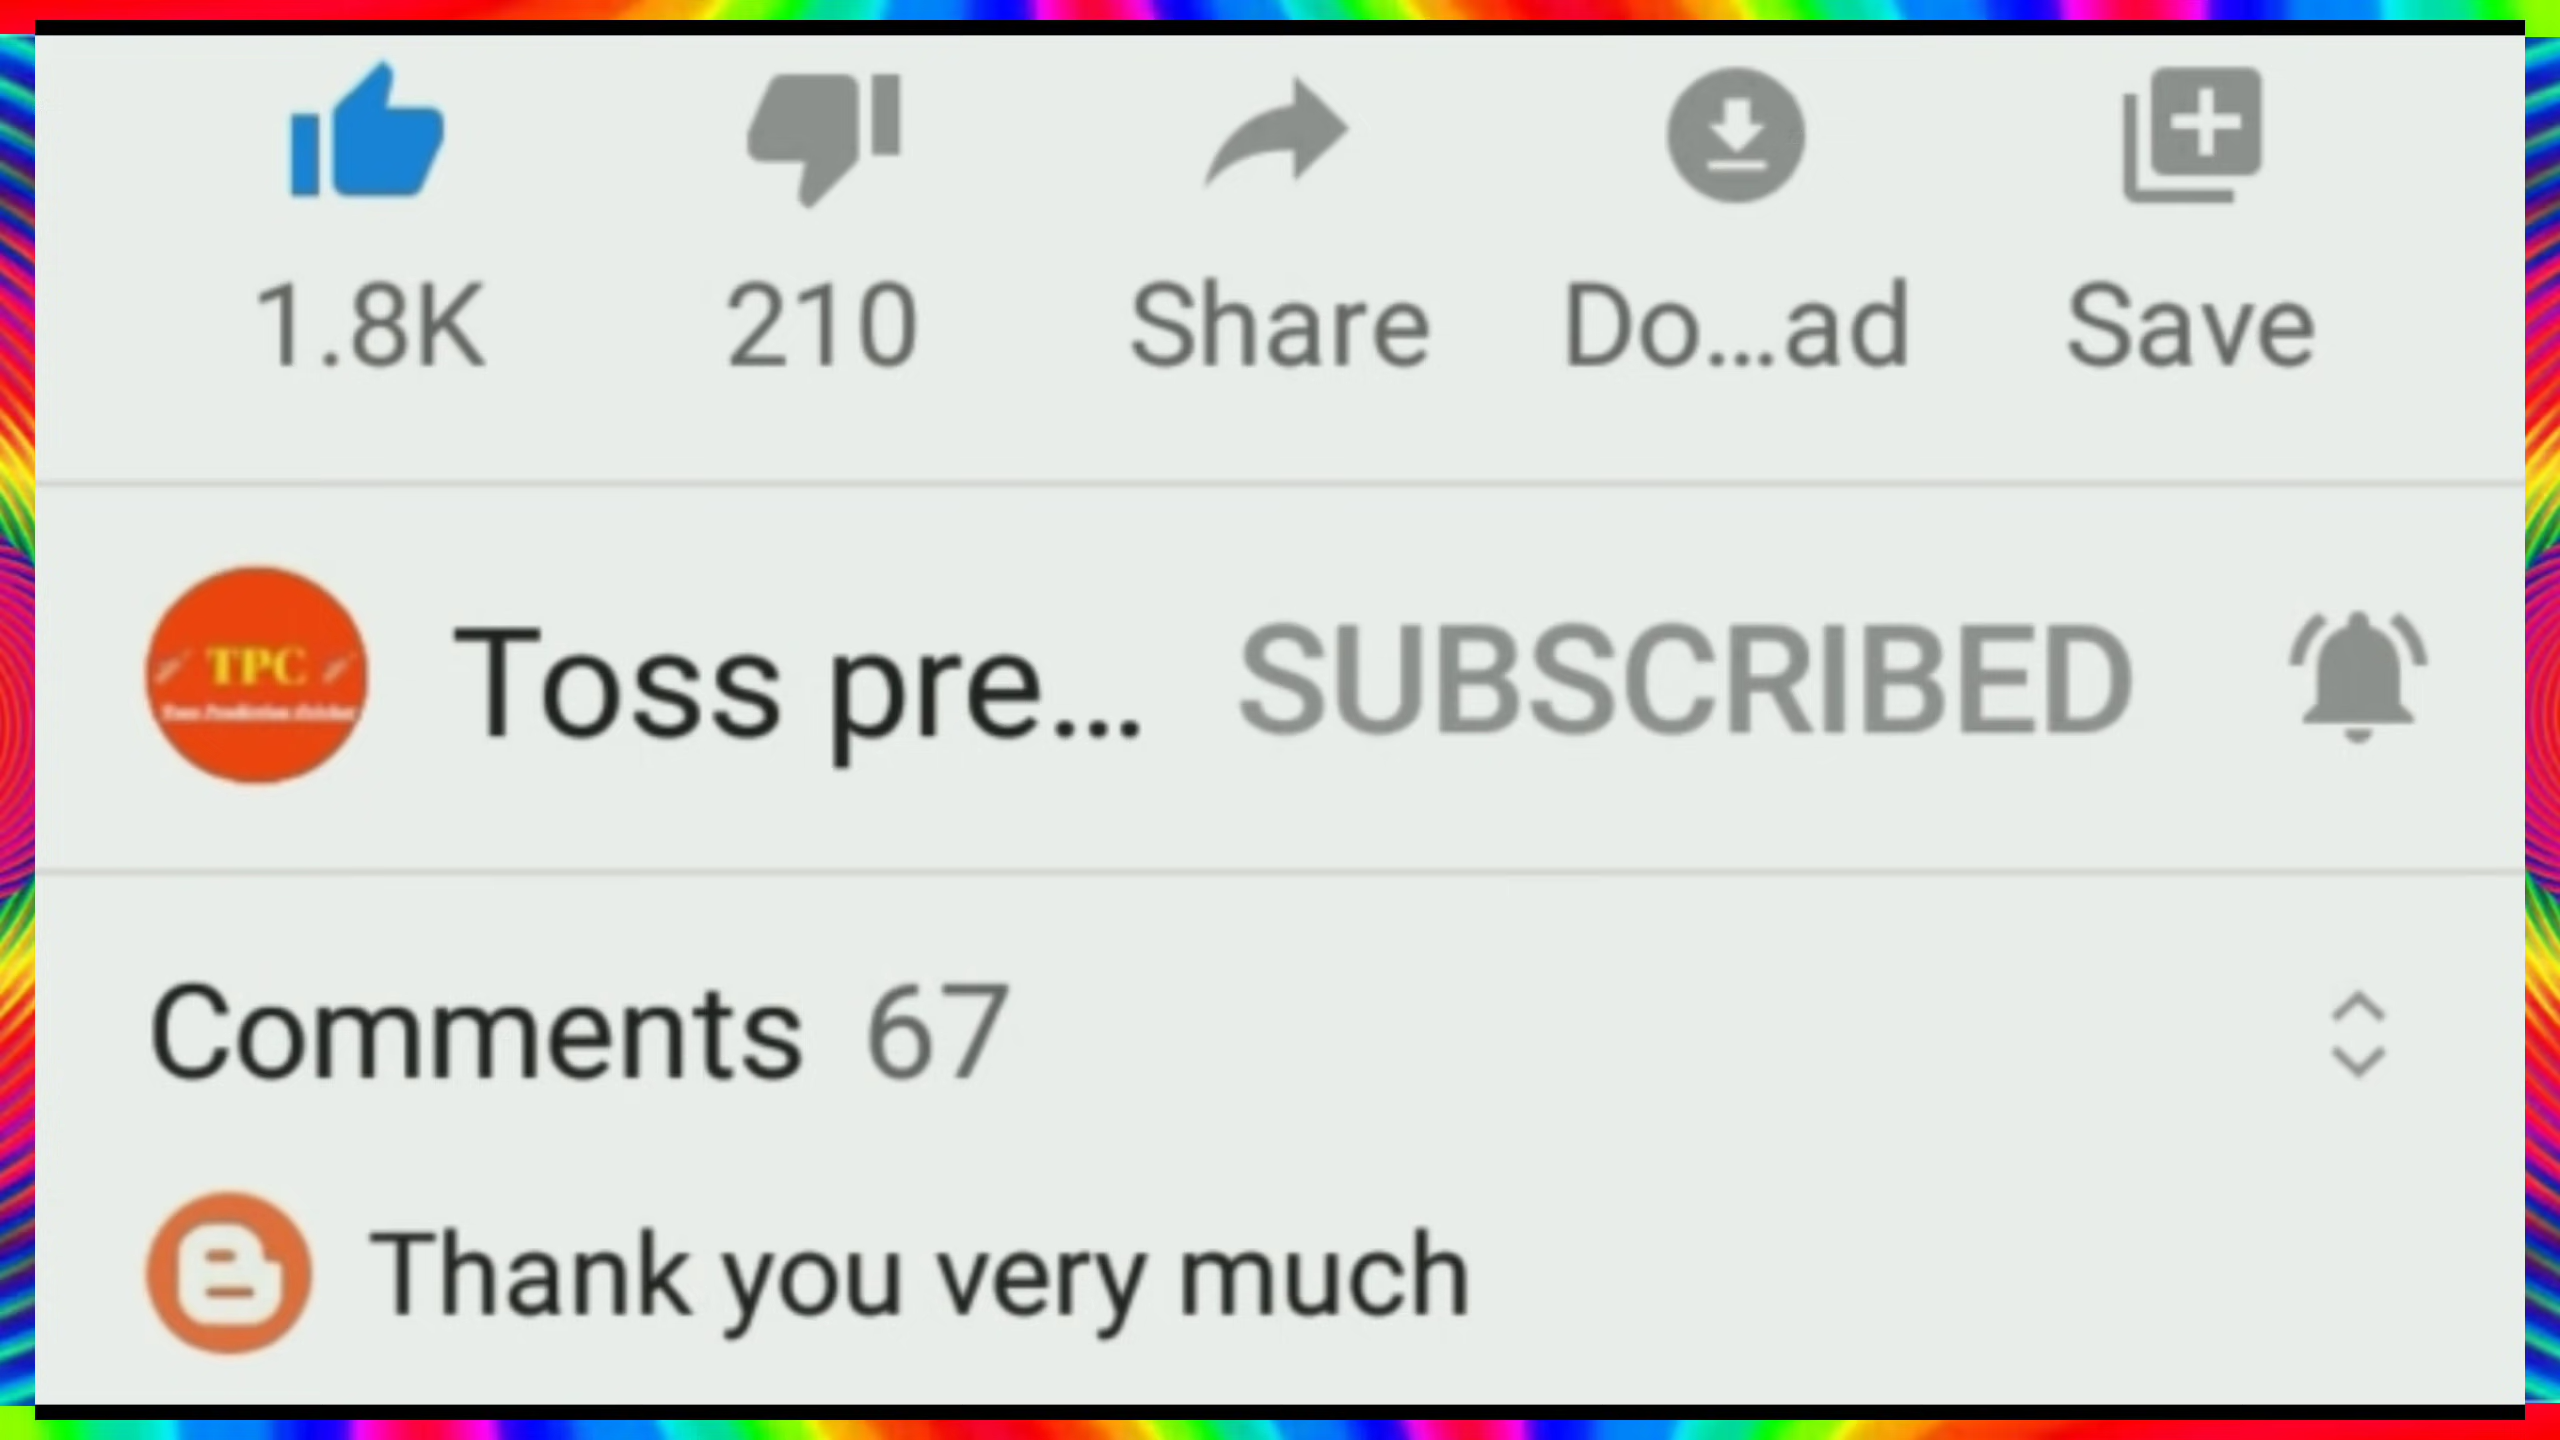 1.8K 210 Share Do...ad Save
TPC
Toss pre... SUBSCRIBED
Comments 67
Thank you very much